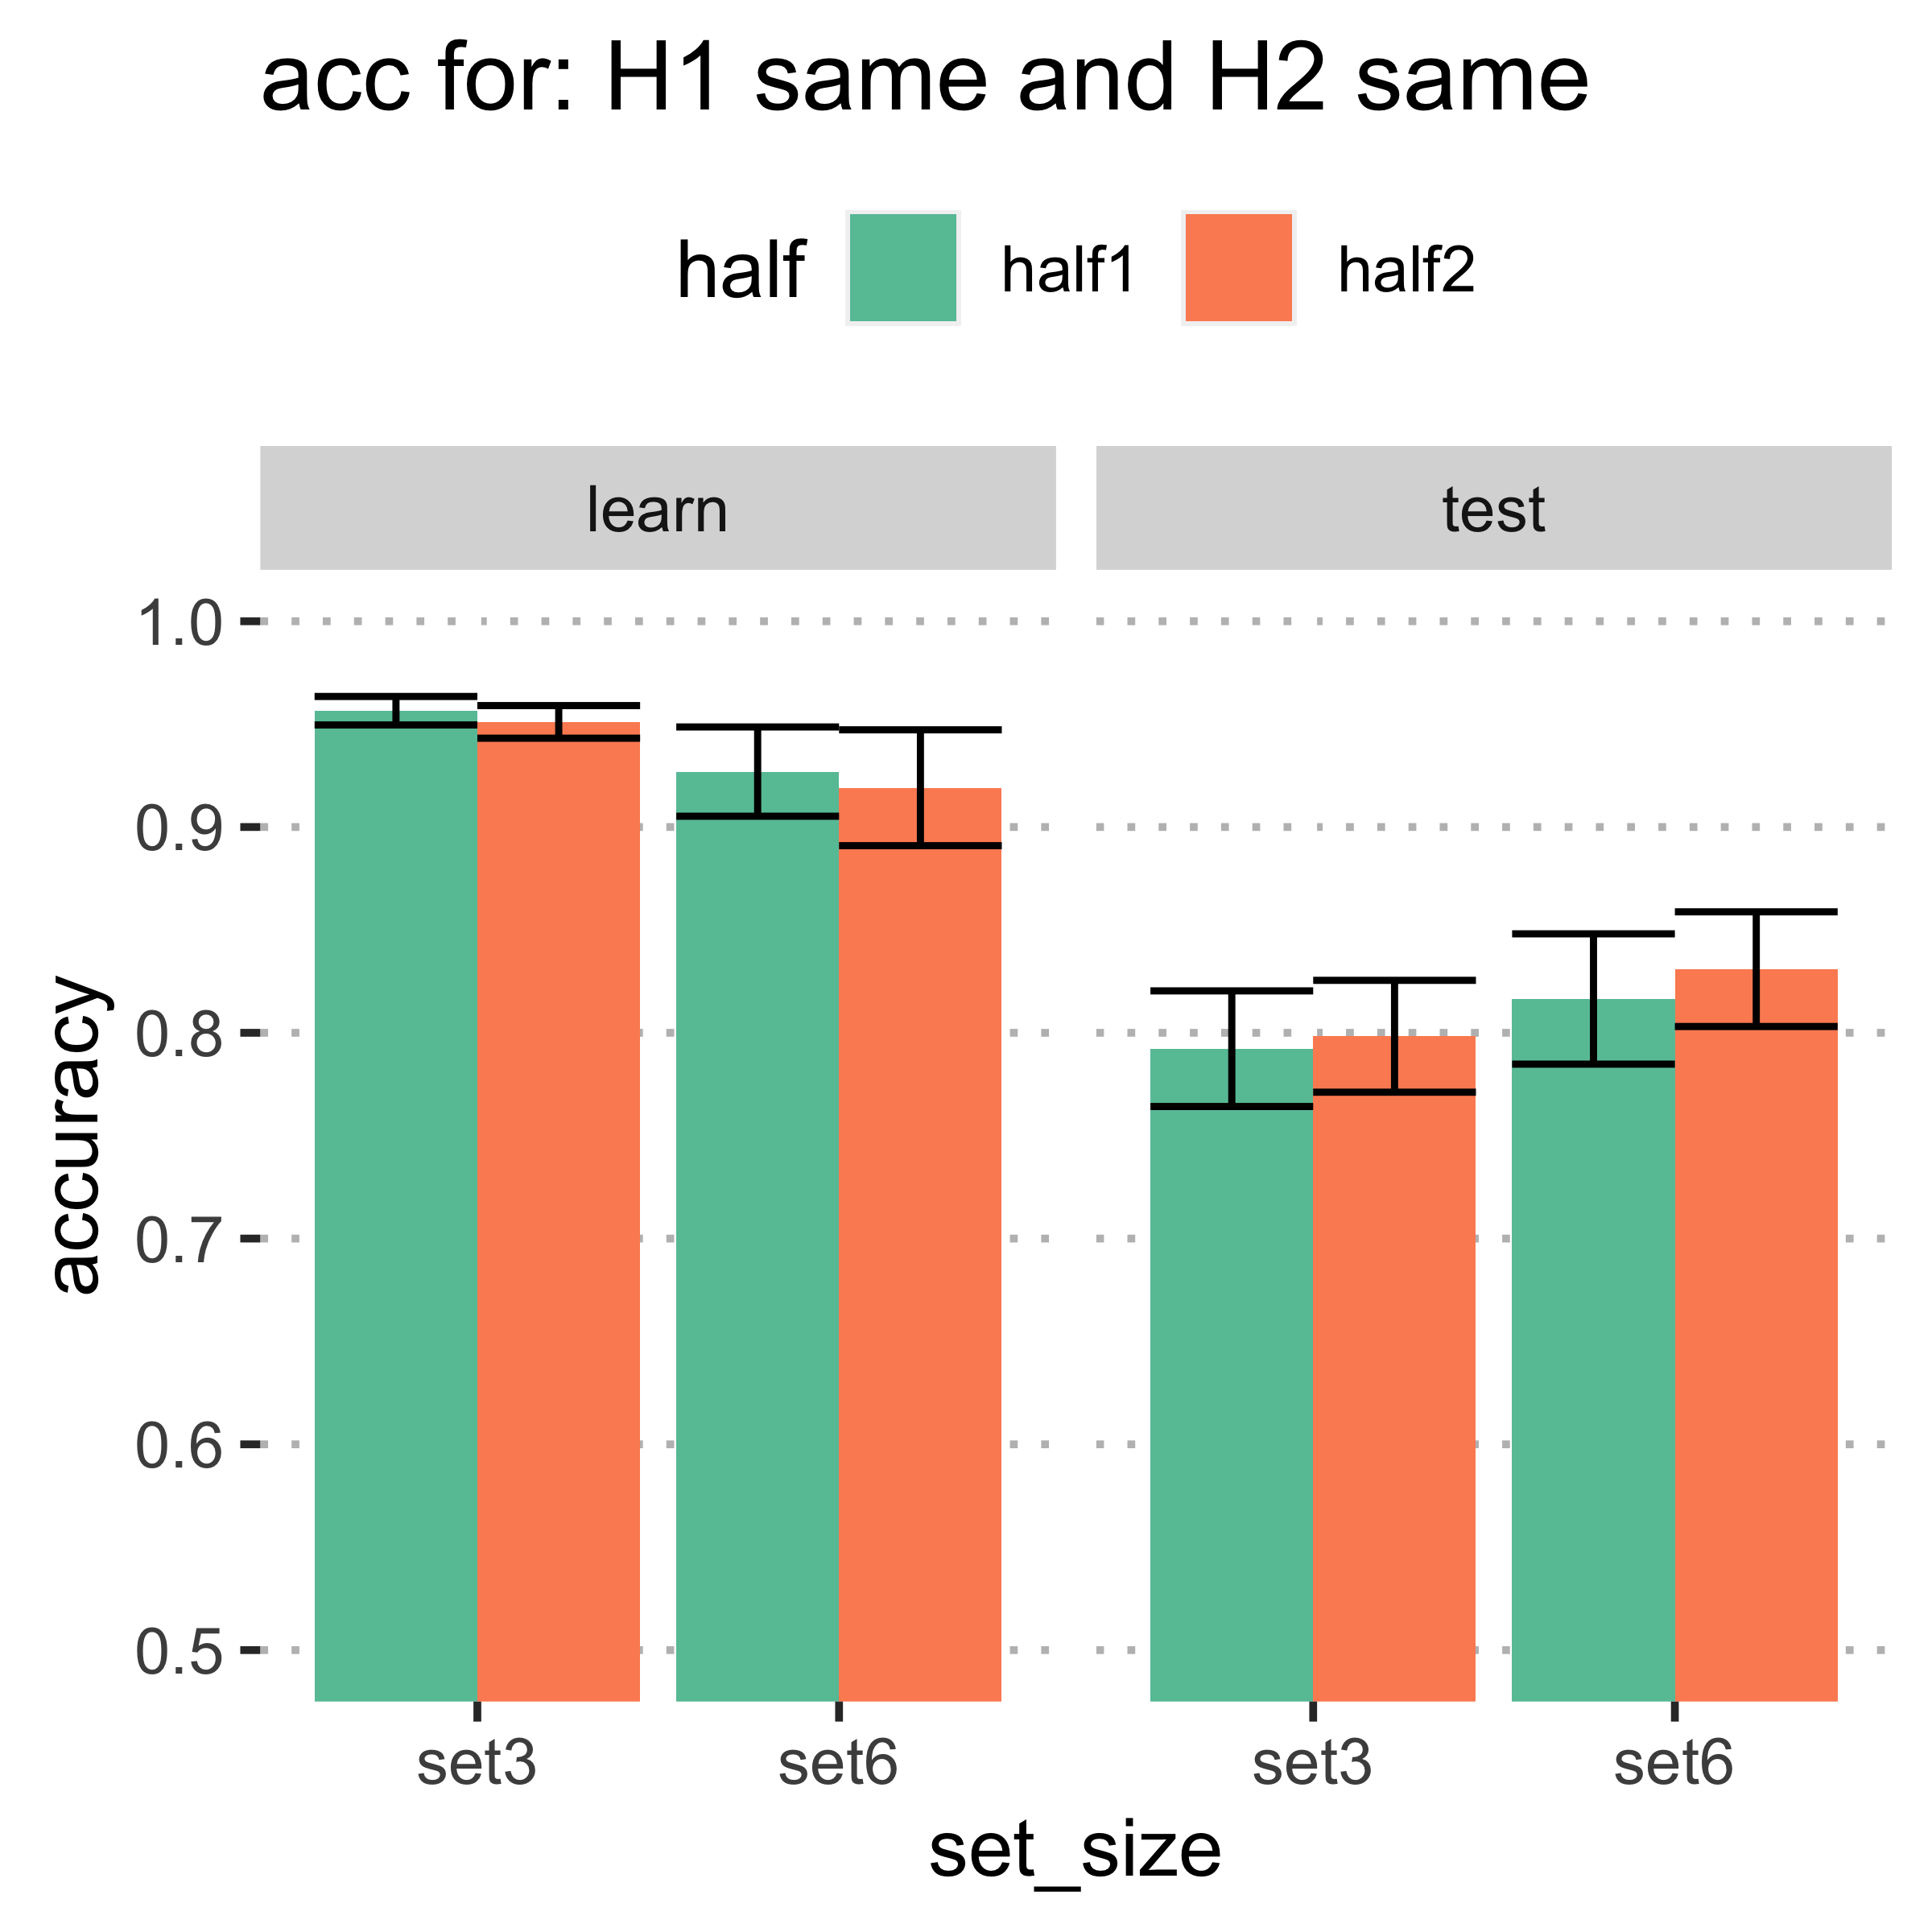 acc for: H1 same and H2 same
half half1 half2
learn test
1.0
0.9
0.8
0.7
0.6
0.5
accuracy
set3 set6 set3 set6
set_size